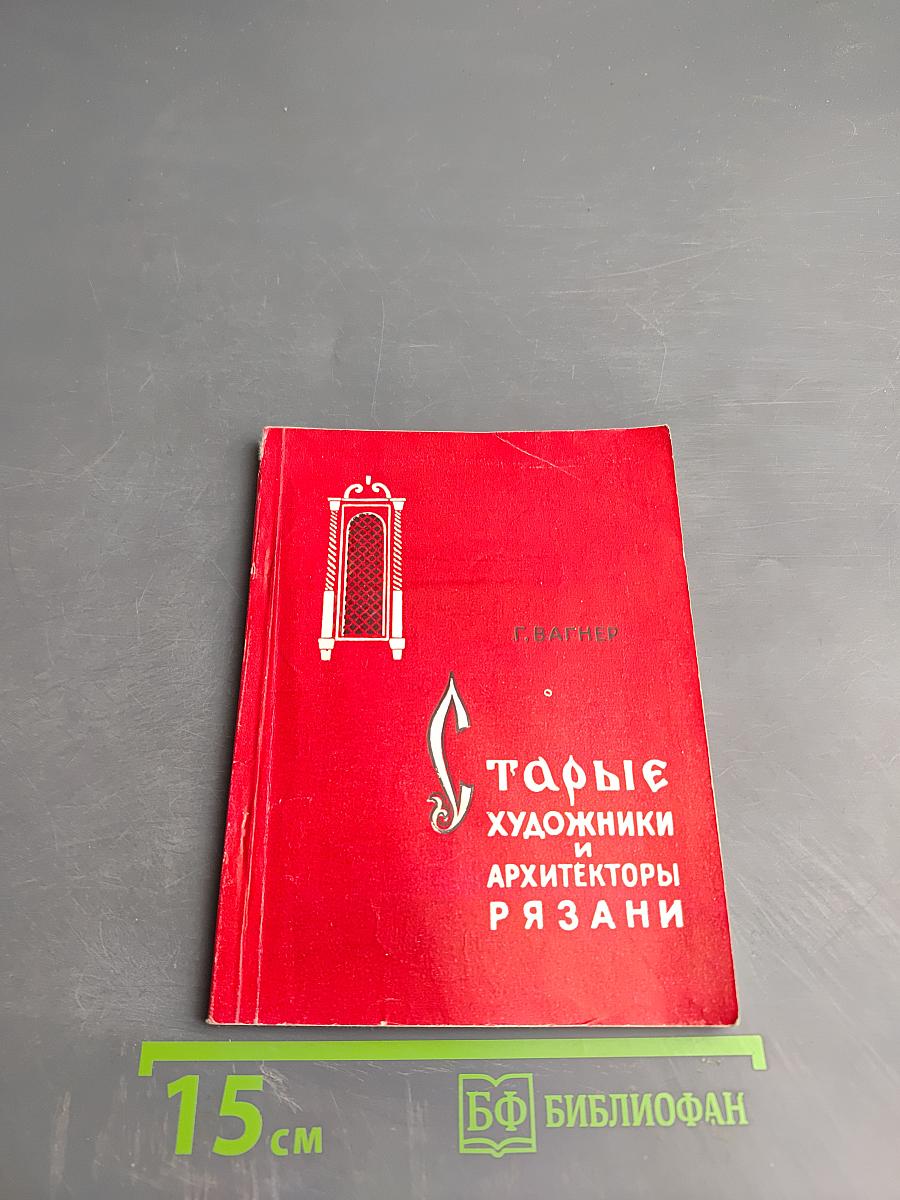 Г. ВАГНЕР
Старые
ХУДОЖНИКИ
и
АРХИТЕКТОРЫ
РЯЗАНИ
15 см
БФ БИБЛИОФАН